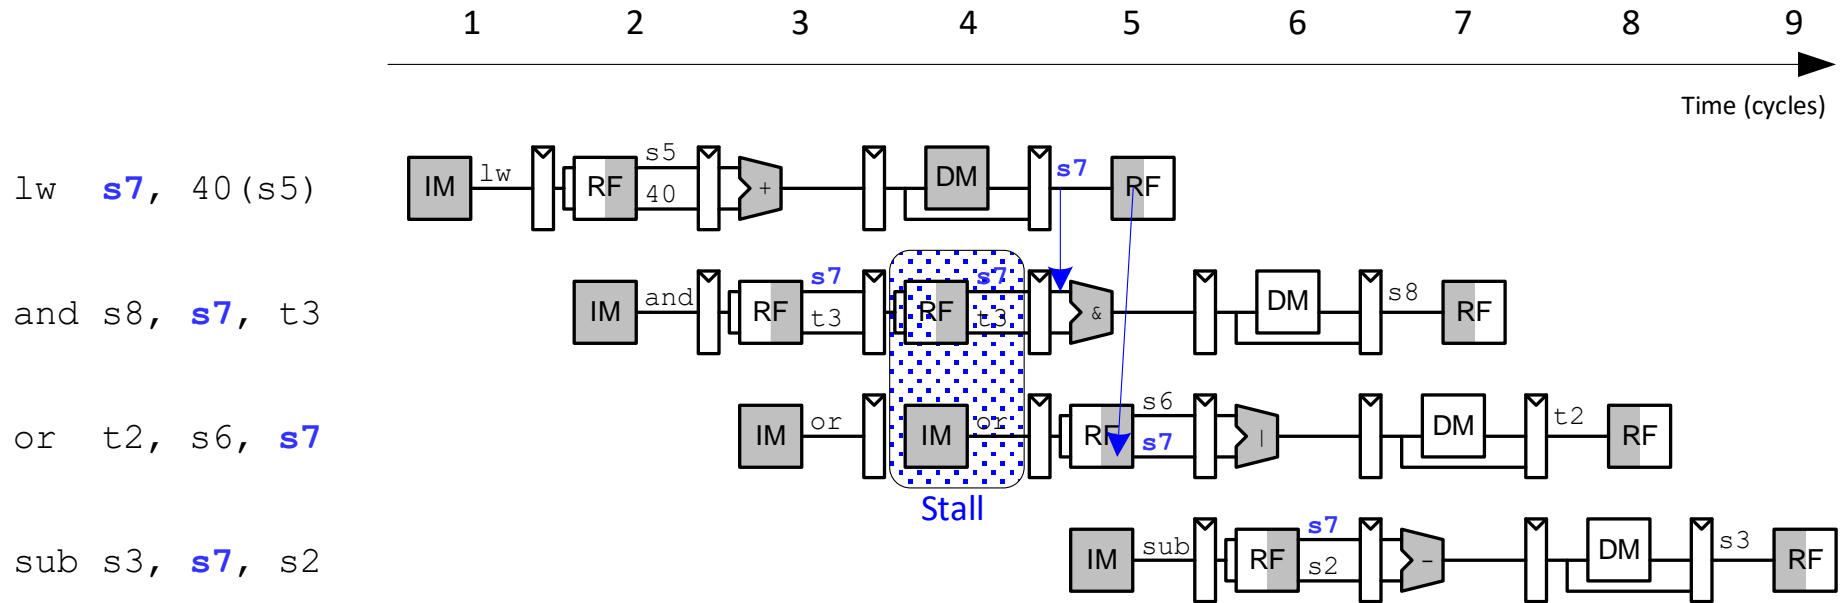 1 2 3 4 5 6 7 8 9
Time (cycles)
lw s7, 40(s5)
IM lw RF s5 40 + DM s7 RF
and s8, s7, t3
IM and RF s7 t3 RF s7 t3 & DM s8 RF
or t2, s6, s7
IM or IM or RF s6 s7 | DM t2 RF
Stall
sub s3, s7, s2
IM sub RF s7 s2 - DM s3 RF